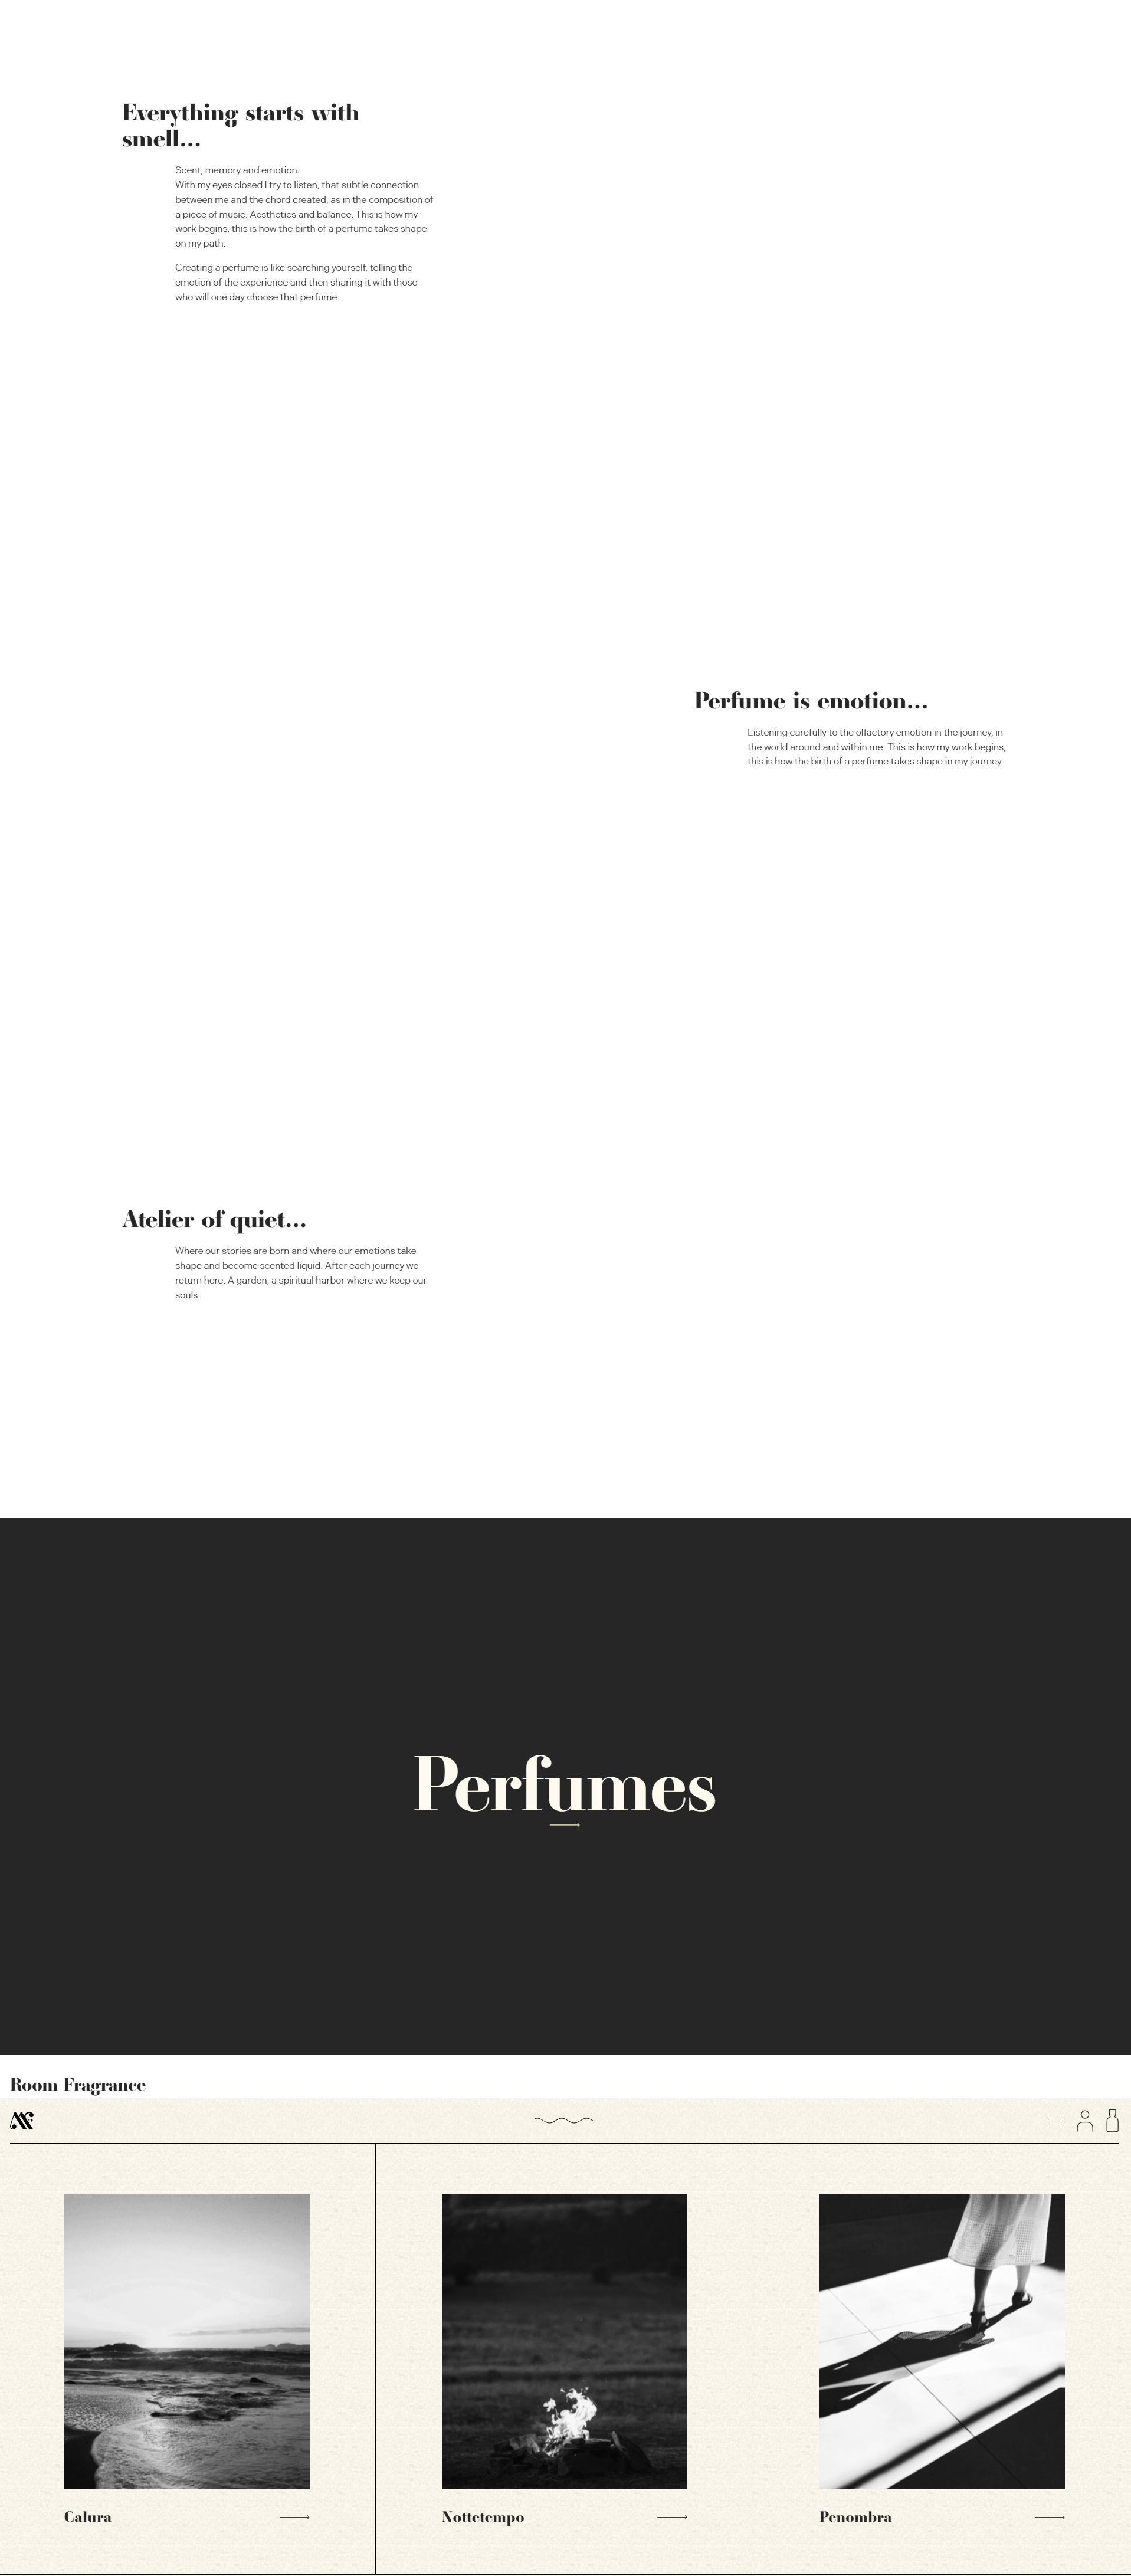 Everything starts with
smell...
Scent, memory and emotion.
With my eyes closed I try to listen, that subtle connection
between me and the chord created, as in the composition of
a piece of music. Aesthetics and balance. This is how my
work begins, this is how the birth of a perfume takes shape
on my path.
Creating a perfume is like searching yourself, telling the
emotion of the experience and then sharing it with those
who will one day choose that perfume.
Perfume is emotion...
Listening carefully to the olfactory emotion in the journey, in
the world around and within me. This is how my work begins,
this is how the birth of a perfume takes shape in my journey.
Atelier of quiet...
Where our stories are born and where our emotions take
shape and become scented liquid. After each journey we
return here. A garden, a spiritual harbor where we keep our
souls.
Perfumes
Room Fragrance
Calura
Nottetempo
Penombra